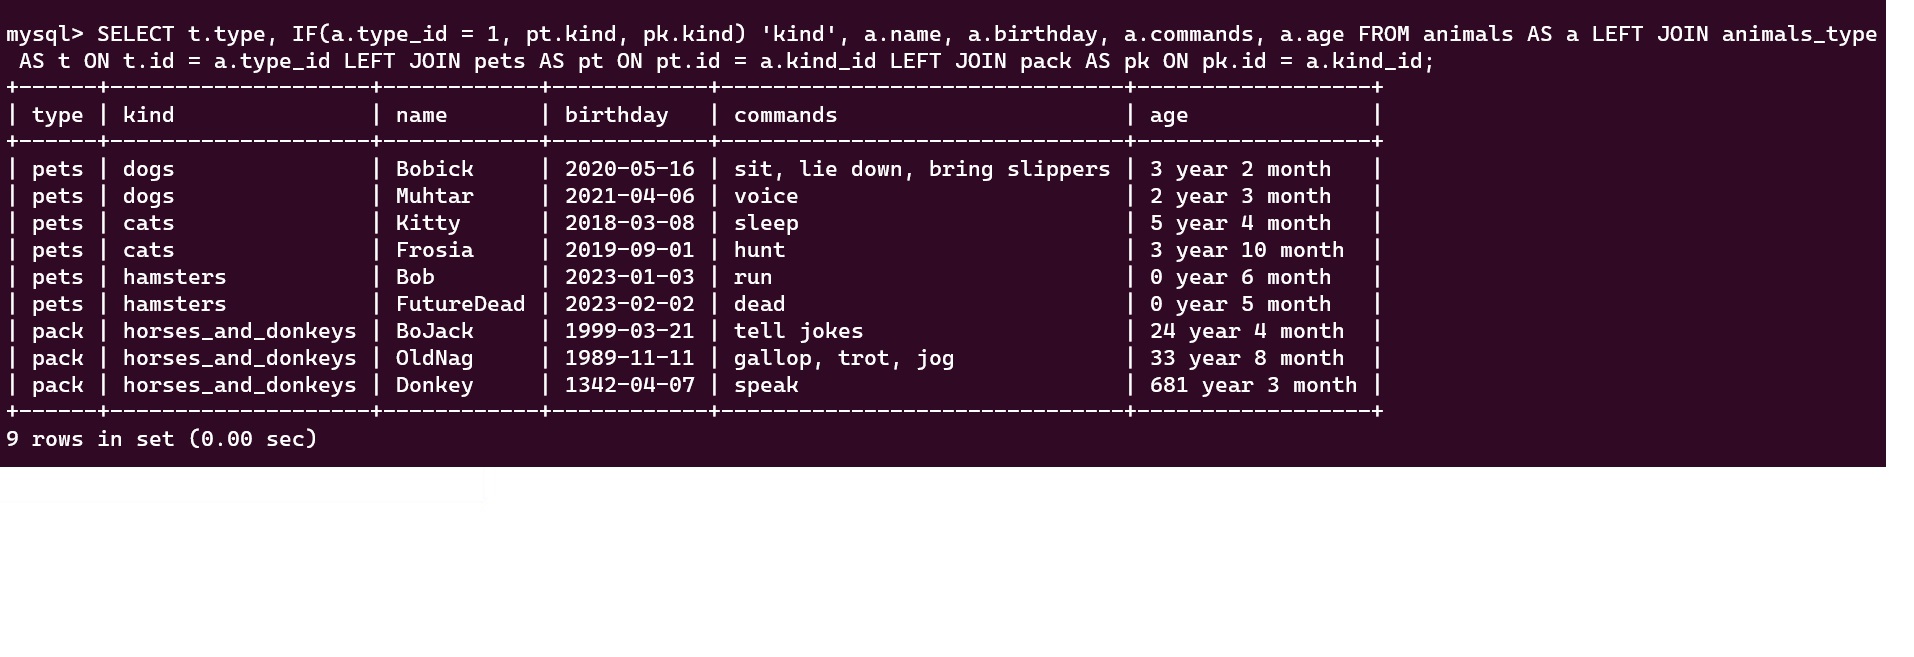 mysql> SELECT t.type, IF(a.type_id = 1, pt.kind, pk.kind) 'kind', a.name, a.birthday, a.commands, a.age FROM animals AS a LEFT JOIN animals_type
 AS t ON t.id = a.type_id LEFT JOIN pets AS pt ON pt.id = a.kind_id LEFT JOIN pack AS pk ON pk.id = a.kind_id;
+------+--------------------+------------+------------+-------------------------------+------------------+
| type | kind               | name       | birthday   | commands                      | age              |
+------+--------------------+------------+------------+-------------------------------+------------------+
| pets | dogs               | Bobick     | 2020-05-16 | sit, lie down, bring slippers | 3 year 2 month   |
| pets | dogs               | Muhtar     | 2021-04-06 | voice                         | 2 year 3 month   |
| pets | cats               | Kitty      | 2018-03-08 | sleep                         | 5 year 4 month   |
| pets | cats               | Frosia     | 2019-09-01 | hunt                          | 3 year 10 month  |
| pets | hamsters           | Bob        | 2023-01-03 | run                           | 0 year 6 month   |
| pets | hamsters           | FutureDead | 2023-02-02 | dead                          | 0 year 5 month   |
| pack | horses_and_donkeys | BoJack     | 1999-03-21 | tell jokes                    | 24 year 4 month  |
| pack | horses_and_donkeys | OldNag     | 1989-11-11 | gallop, trot, jog             | 33 year 8 month  |
| pack | horses_and_donkeys | Donkey     | 1342-04-07 | speak                         | 681 year 3 month |
+------+--------------------+------------+------------+-------------------------------+------------------+
9 rows in set (0.00 sec)